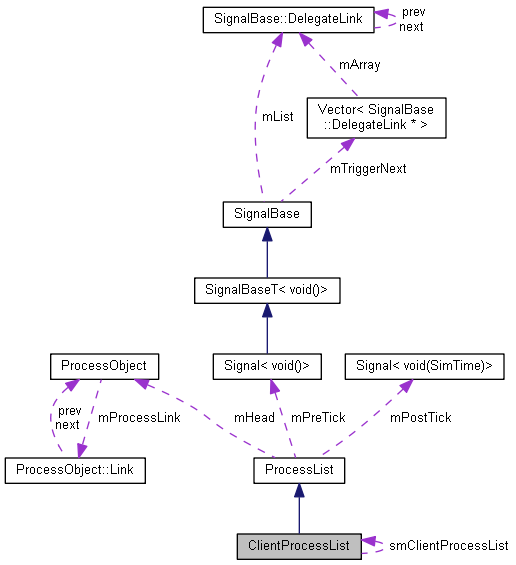 SignalBase::DelegateLink
prev
next
mArray
Vector< SignalBase
::DelegateLink * >
mList
mTriggerNext
SignalBase
SignalBaseT< void()>
ProcessObject
Signal< void()>
Signal< void(SimTime)>
prev
next
mProcessLink
mHead
mPreTick
mPostTick
ProcessObject::Link
ProcessList
ClientProcessList
smClientProcessList